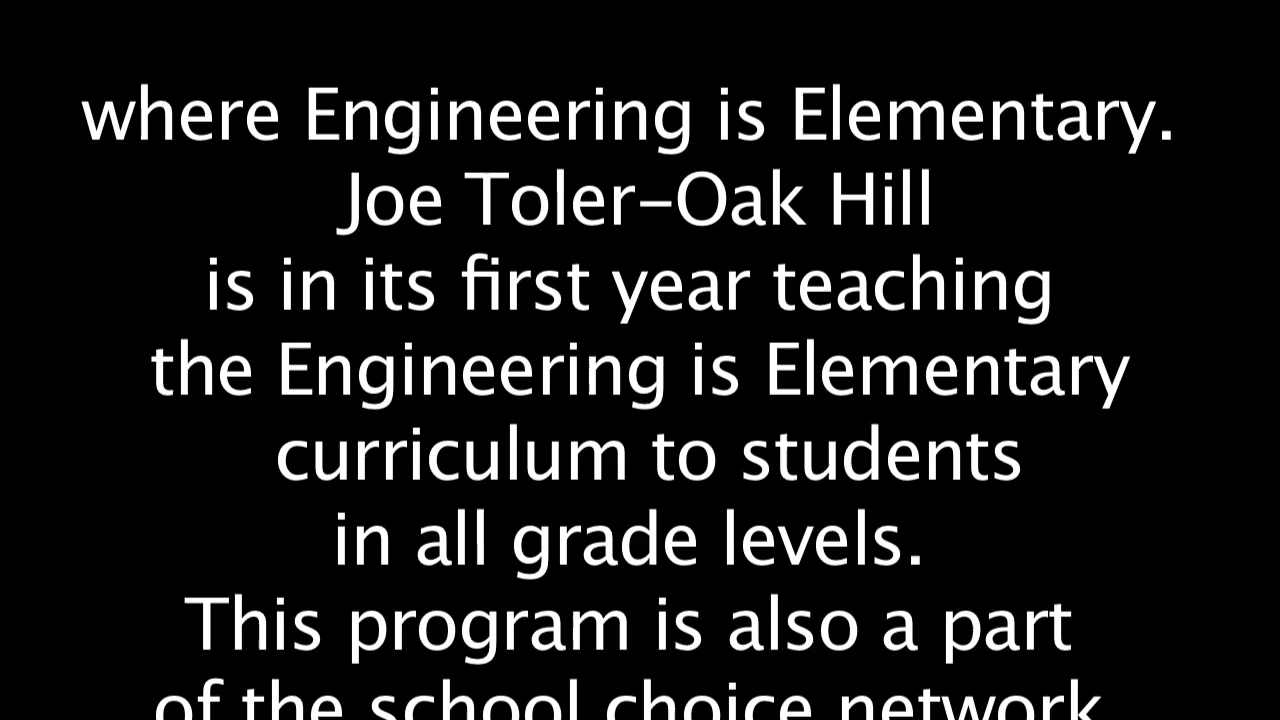 where Engineering is Elementary.
Joe Toler-Oak Hill
is in its first year teaching
the Engineering is Elementary
curriculum to students
in all grade levels.
This program is also a part
of the school choice network